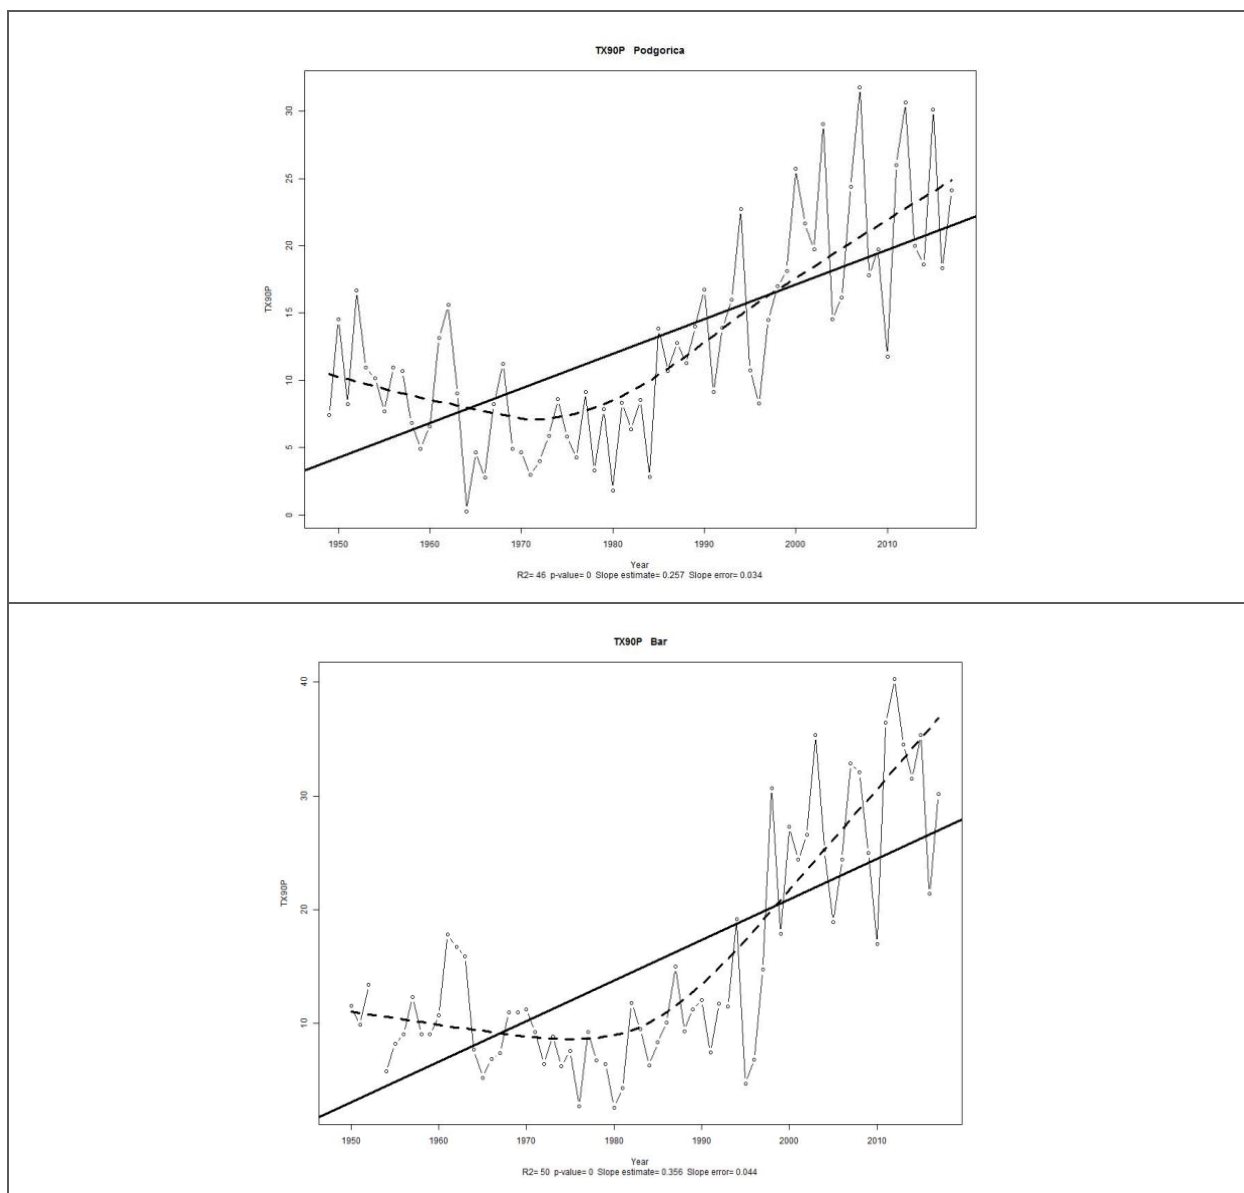 TX90P Podgorica
30
25
20
15
10
5
0
TX90P
1950 1960 1970 1980 1990 2000 2010
Year
R2= 46 p-value= 0 Slope estimate= 0.257 Slope error= 0.034
TX90P Bar
40
30
20
10
TX90P
1950 1960 1970 1980 1990 2000 2010
Year
R2= 50 p-value= 0 Slope estimate= 0.356 Slope error= 0.044